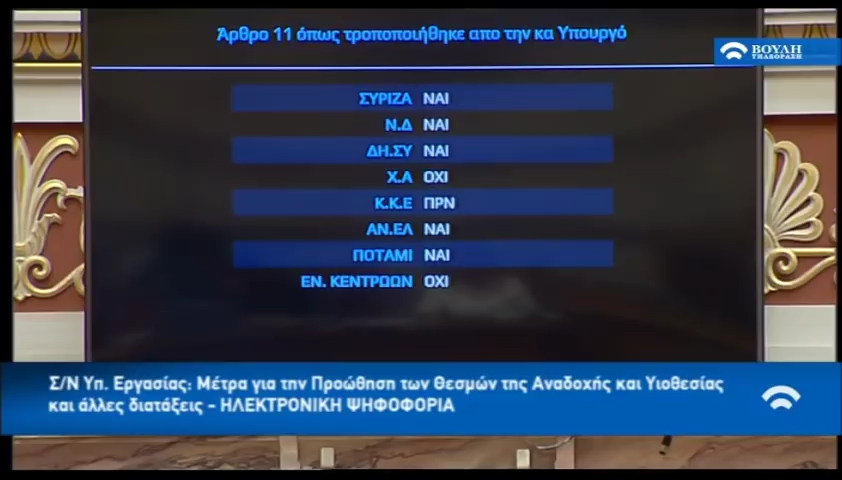 Άρθρο 11 όπως τροποποιήθηκε απο την κα Υπουργό
ΒΟΥΛΗ
ΤΗΛΕΟΡΑΣΗ
ΣΥΡΙΖΑ ΝΑΙ
Ν.Δ ΝΑΙ
ΔΗ.ΣΥ ΝΑΙ
Χ.Α ΟΧΙ
Κ.Κ.Ε ΠΡΝ
ΑΝ.ΕΛ ΝΑΙ
ΠΟΤΑΜΙ ΝΑΙ
ΕΝ. ΚΕΝΤΡΩΩΝ ΟΧΙ
Σ/Ν Υπ. Εργασίας: Μέτρα για την Προώθηση των Θεσμών της Αναδοχής και Υιοθεσίας
και άλλες διατάξεις – ΗΛΕΚΤΡΟΝΙΚΗ ΨΗΦΟΦΟΡΙΑ